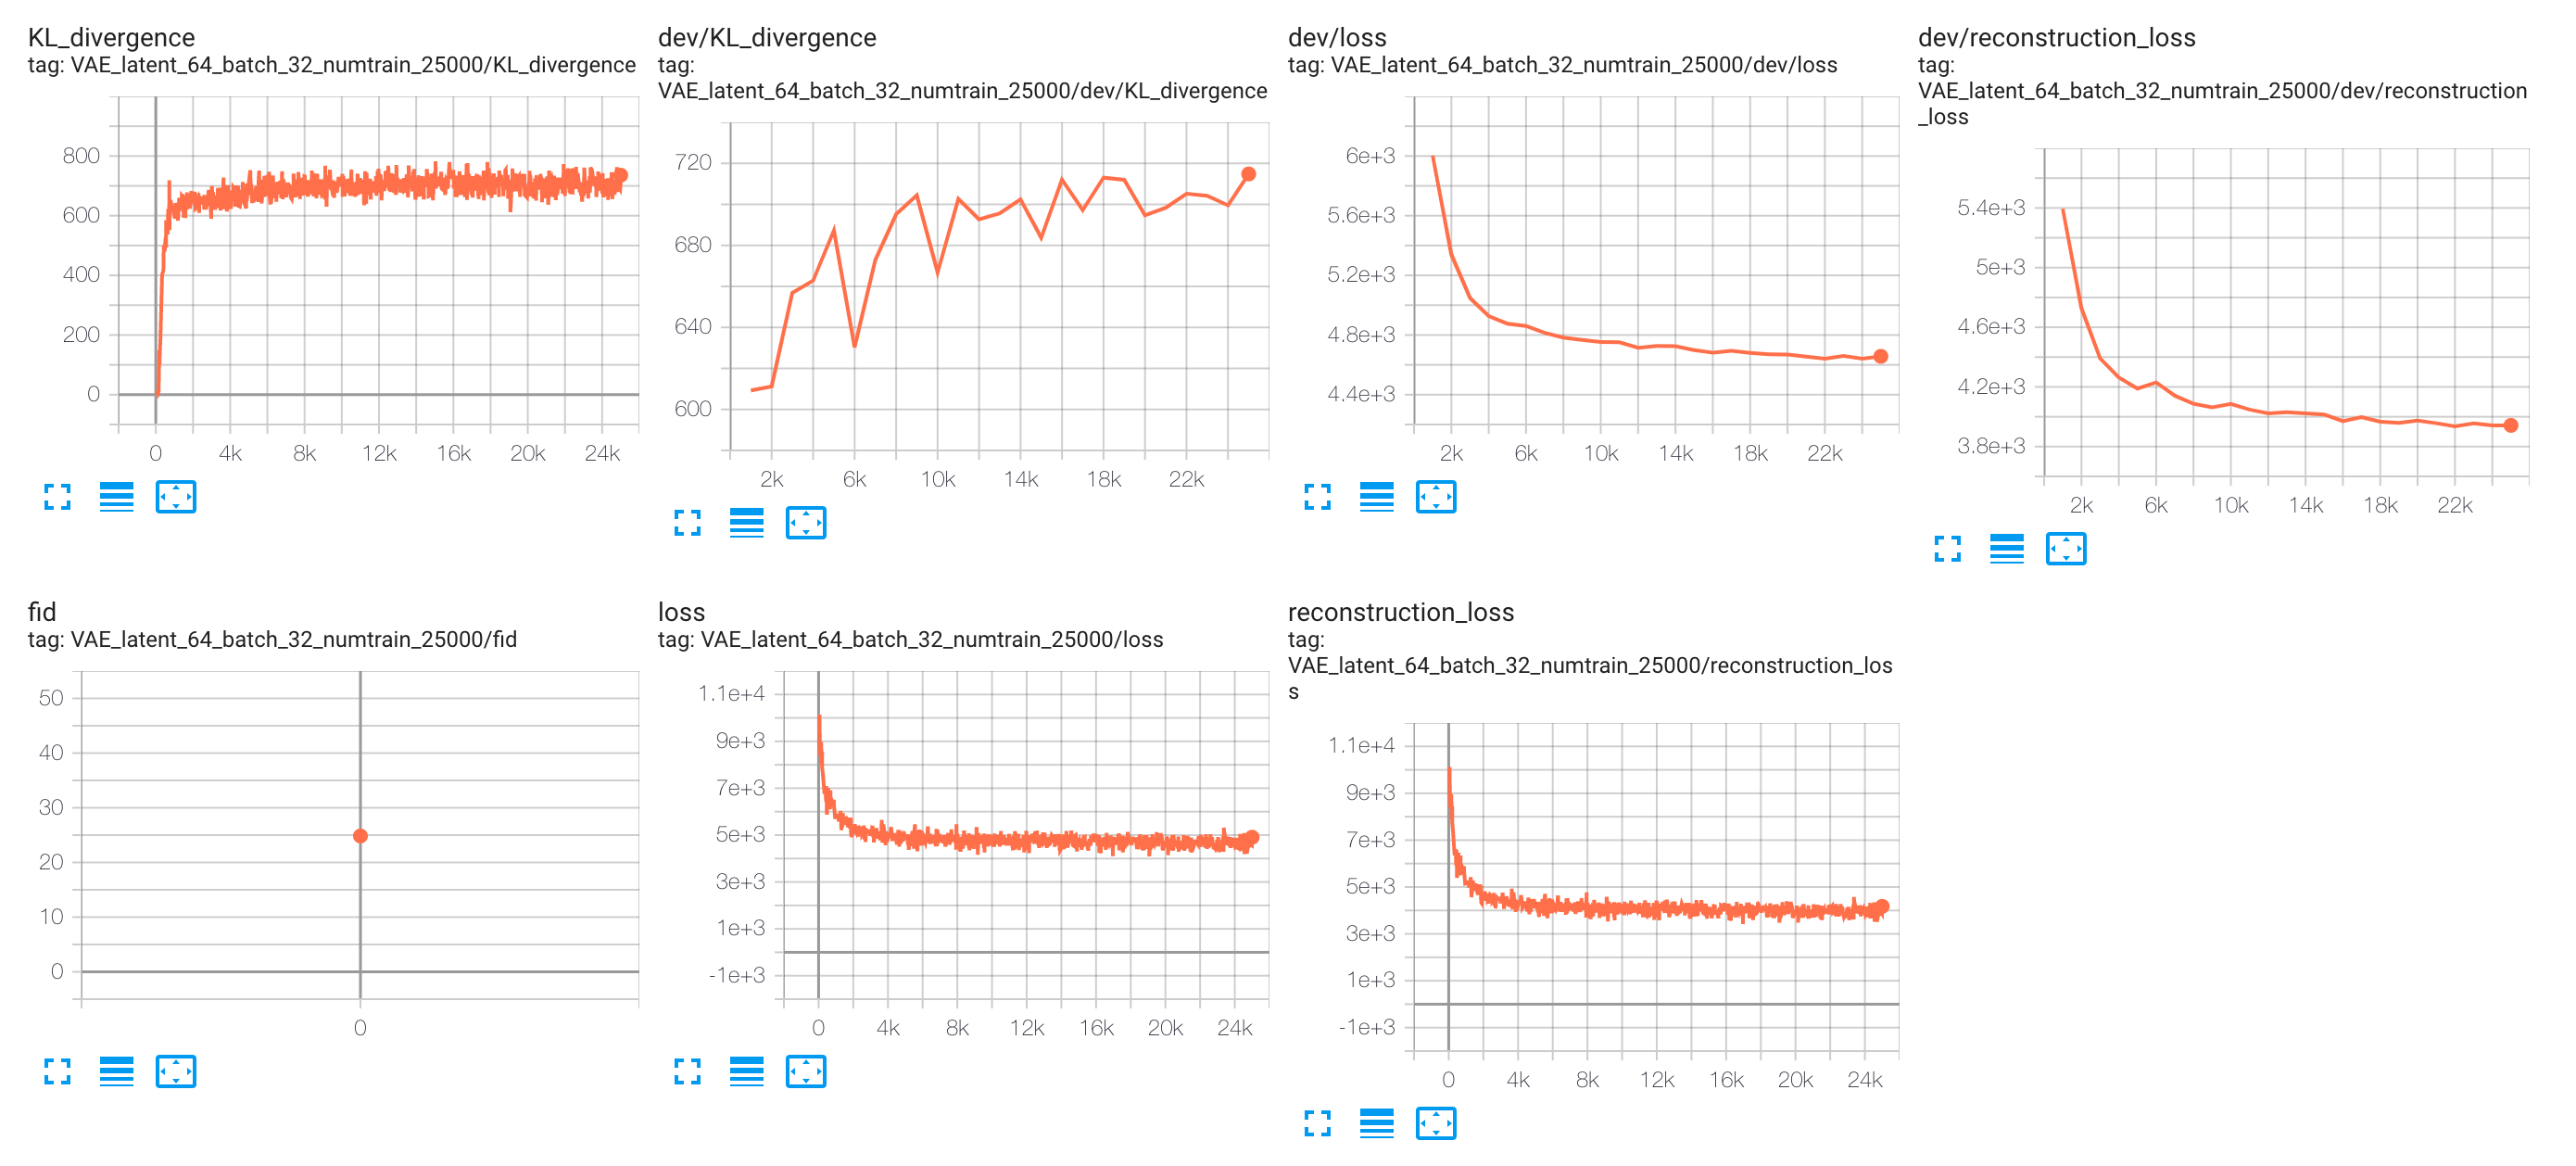 KL_divergence
tag: VAE_latent_64_batch_32_numtrain_25000/KL_divergence
800
600
400
200
0
0 4k 8k 12k 16k 20k 24k
dev/KL_divergence
tag:
VAE_latent_64_batch_32_numtrain_25000/dev/KL_divergence
720
680
640
600
2k 6k 10k 14k 18k 22k
dev/loss
tag: VAE_latent_64_batch_32_numtrain_25000/dev/loss
6e+3
5.6e+3
5.2e+3
4.8e+3
4.4e+3
2k 6k 10k 14k 18k 22k
dev/reconstruction_loss
tag:
VAE_latent_64_batch_32_numtrain_25000/dev/reconstruction
_loss
5.4e+3
5e+3
4.6e+3
4.2e+3
3.8e+3
2k 6k 10k 14k 18k 22k
fid
tag: VAE_latent_64_batch_32_numtrain_25000/fid
50
40
30
20
10
0
0
loss
tag: VAE_latent_64_batch_32_numtrain_25000/loss
1.1e+4
9e+3
7e+3
5e+3
3e+3
1e+3
-1e+3
0 4k 8k 12k 16k 20k 24k
reconstruction_loss
tag:
VAE_latent_64_batch_32_numtrain_25000/reconstruction_los
s
1.1e+4
9e+3
7e+3
5e+3
3e+3
1e+3
-1e+3
0 4k 8k 12k 16k 20k 24k